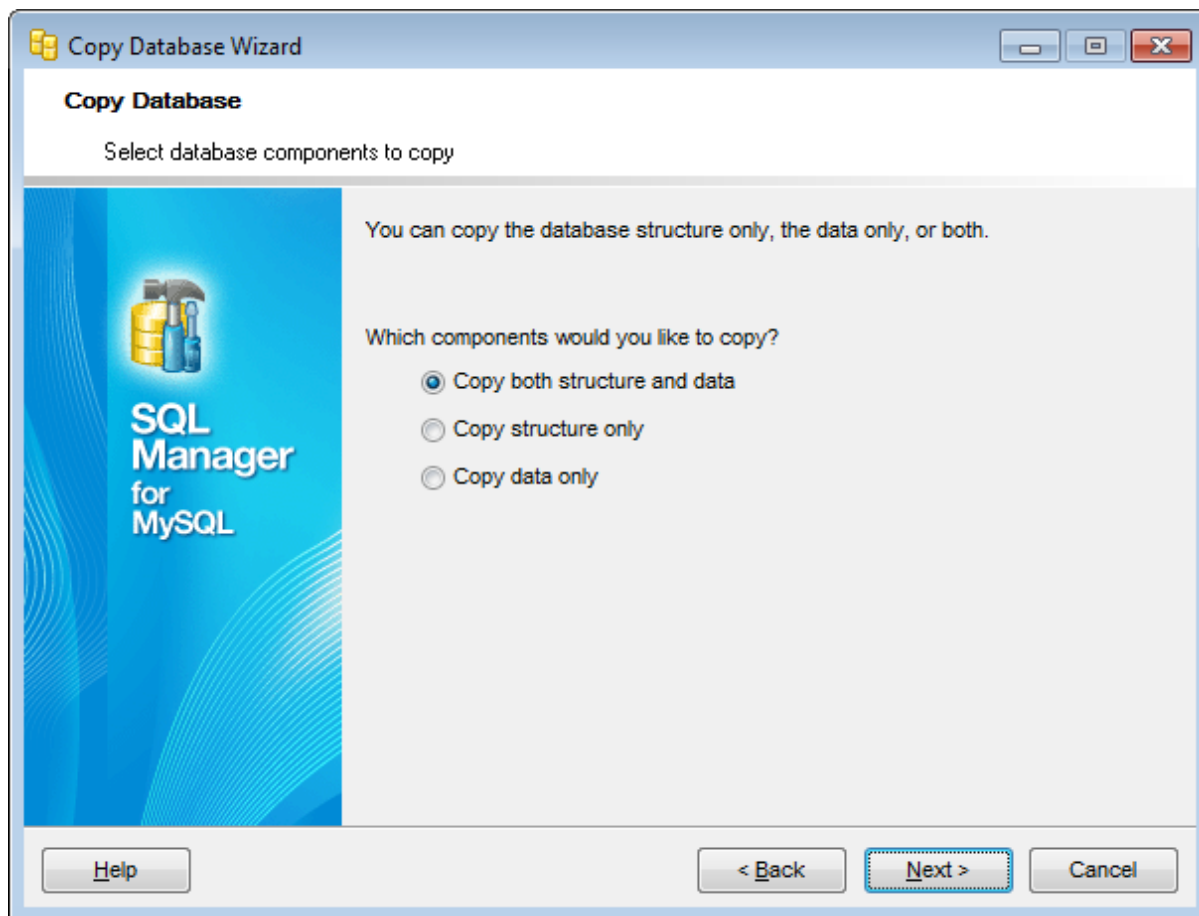 Copy Database Wizard
Copy Database
Select database components to copy
You can copy the database structure only, the data only, or both.
Which components would you like to copy?
Copy both structure and data
Copy structure only
Copy data only
SQL
Manager
for
MySQL
Help
< Back
Next >
Cancel